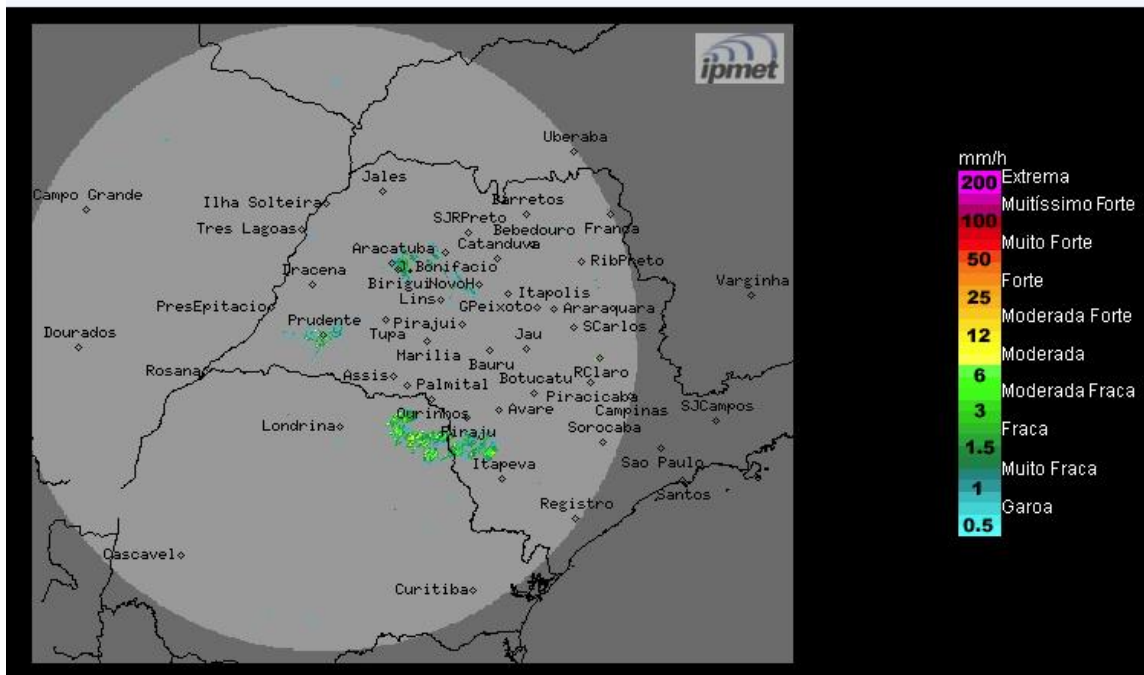 ipmet
Uberaba
Jales
Campo Grande
Ilha Solteira
Barretos
SJRPreto
Tres Lagoas
Bebedouro
Franca
Catanduva
Aracatuba
RibPreto
J.Bonifacio
Dracena
Varginha
Birigui
NovoH
Itapolis
Lins
PresEpitacio
GPeixoto
Araraquara
Prudente
Pirajui
SCarlos
Dourados
Tupa
Jau
Marilia
Bauru
Rosana
Assis
RClaro
Botucatu
Palmital
Piracicaba
SJCampos
Ourinhos
Avare
Campinas
Londrina
Piraju
Sorocaba
Itapeva
Sao Paulo
Santos
Registro
Cascavel
Curitiba
mm/h
200 Extrema
Muitíssimo Forte
100
Muito Forte
50
Forte
25
Moderada Forte
12
Moderada
6
Moderada Fraca
3
Fraca
1.5
Muito Fraca
1
Garoa
0.5